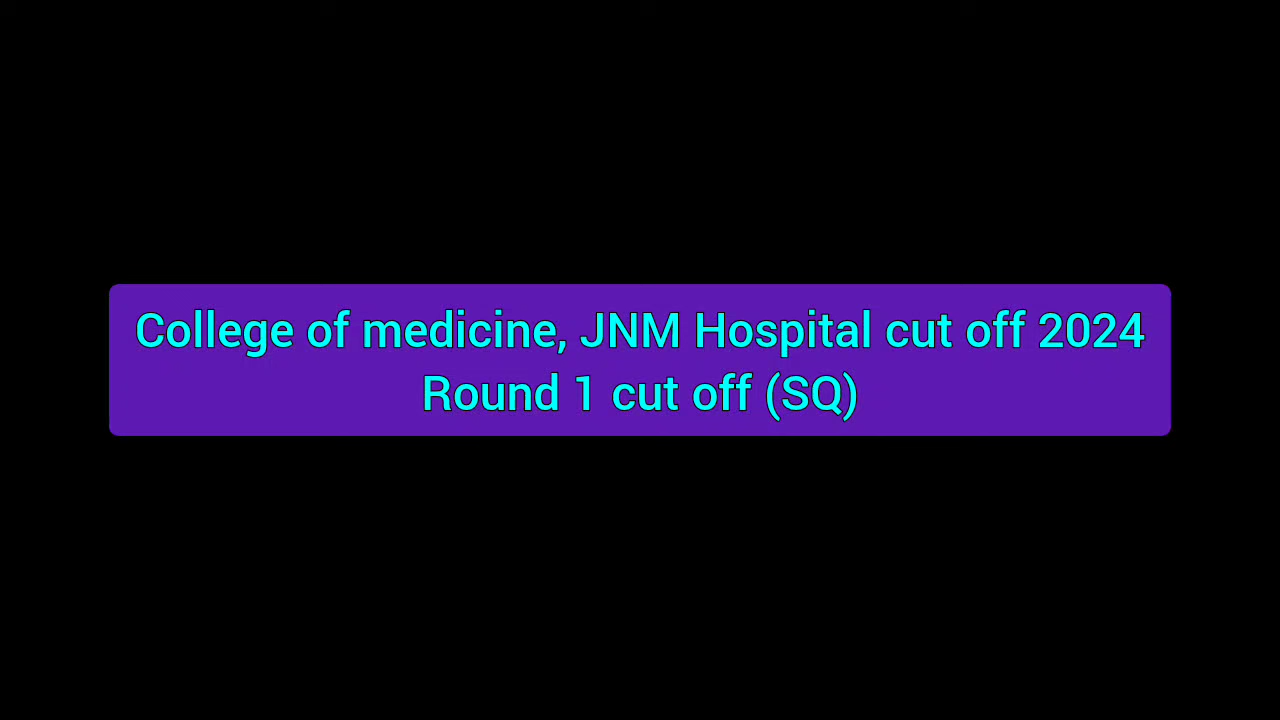 College of medicine, JNM Hospital cut off 2024
Round 1 cut off (SQ)